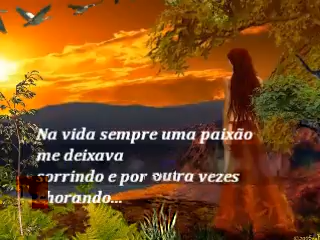 Na vida sempre uma paixão
me deixava
sorrindo e por outra vezes
chorando...